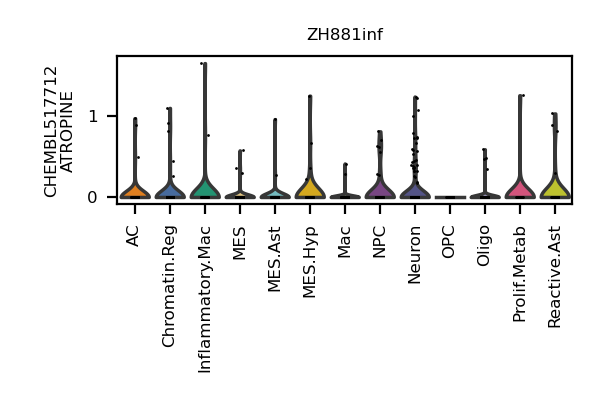 ZH881inf
CHEMBL517712
ATROPINE
1
0
AC
Chromatin.Reg
Inflammatory.Mac
MES
MES.Ast
MES.Hyp
Mac
NPC
Neuron
OPC
Oligo
Prolif.Metab
Reactive.Ast